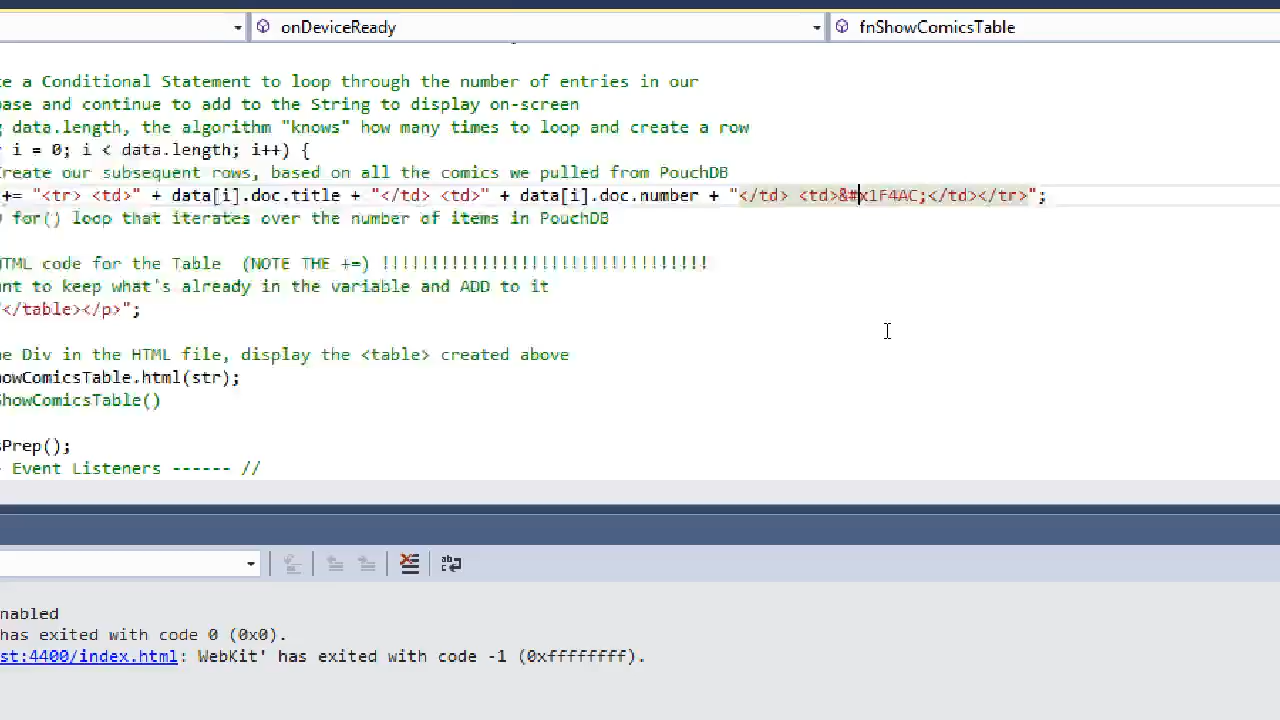 onDeviceReady fnShowComicsTable
te a Conditional Statement to loop through the number of entries in our
base and continue to add to the String to display on-screen
g data.length, the algorithm "knows" how many times to loop and create a row
r i = 0; i < data.length; i++) {
Create our subsequent rows, based on all the comics we pulled from PouchDB
+= "<tr> <td>" + data[i].doc.title + "</td> <td>" + data[i].doc.number + "</td> <td>&#x1F4AC;</td></tr>";
for() loop that iterates over the number of items in PouchDB
HTML code for the Table  (NOTE THE +=) !!!!!!!!!!!!!!!!!!!!!!!!!!!!!!!!!
nt to keep what's already in the variable and ADD to it
"</table></p>";
he Div in the HTML file, display the <table> created above
howComicsTable.html(str);
ShowComicsTable()
sPrep();
- Event Listeners ------ //
nabled
has exited with code 0 (0x0).
st:4400/index.html: WebKit' has exited with code -1 (0xffffffff).